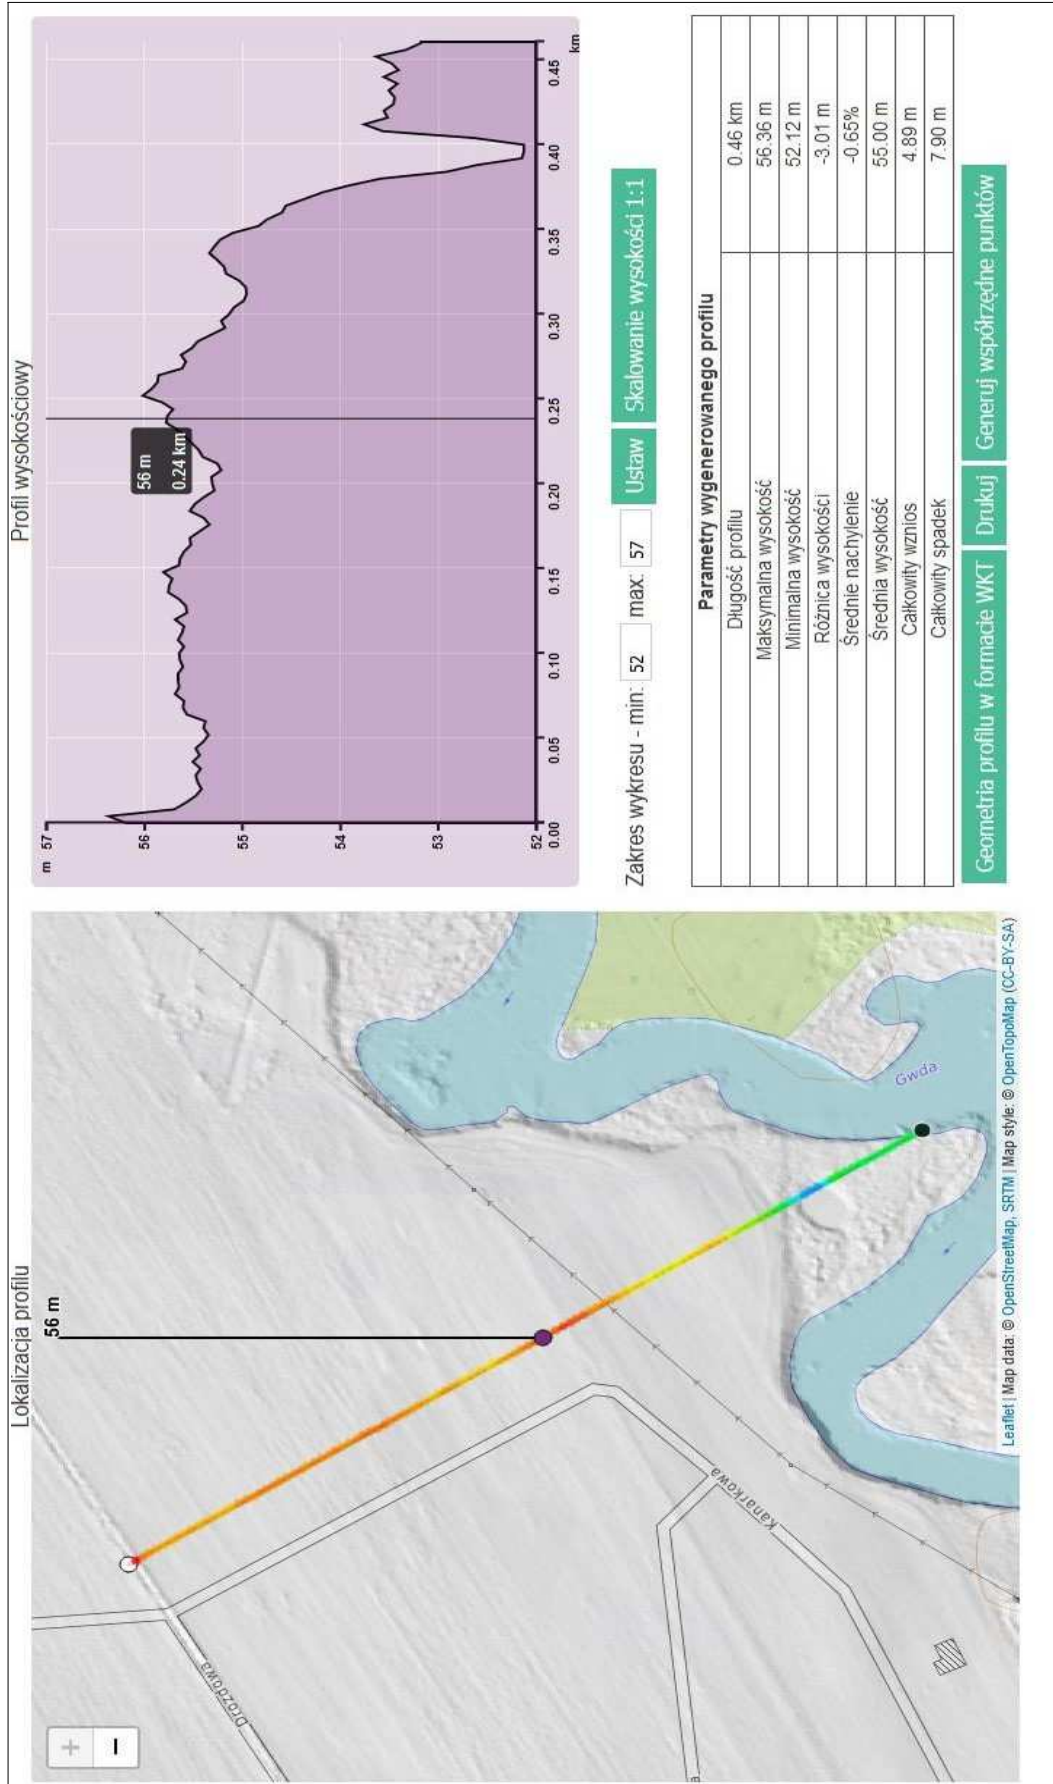 Lokalizacja profilu
56 m
+
−
Drozdowa
Kanarkowa
a
Gwda
Leaflet | Map data: © OpenStreetMap, SRTM | Map style: © OpenTopoMap (CC-BY-SA)
Profil wysokościowy
m
57
56
55
54
53
52
56 m
0.24 km
0.00
0.05
0.10
0.15
0.20
0.25
0.30
0.35
0.40
0.45
km
Zakres wykresu - min: 52 max: 57 Ustaw Skalowanie wysokości 1:1
Parametry wygenerowanego profilu
Długość profilu 0.46 km
Maksymalna wysokość 56.36 m
Minimalna wysokość 52.12 m
Różnica wysokości -3.01 m
Średnie nachylenie -0.65%
Średnia wysokość 55.00 m
Całkowity wznios 4.89 m
Całkowity spadek 7.90 m
Geometria profilu w formacie WKT Drukuj Generuj współrzędne punktów